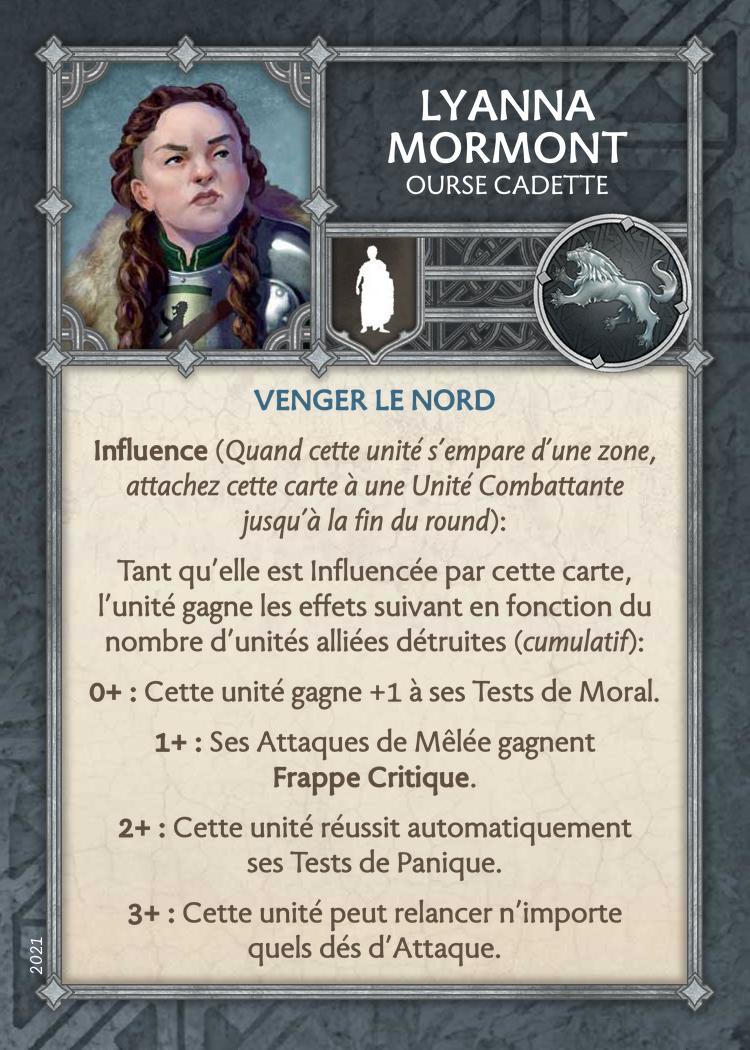 LYANNA
MORMONT
OURSE CADETTE
VENGER LE NORD
Influence (Quand cette unité s'empare d'une zone,
attachez cette carte à une Unité Combattante
jusqu'à la fin du round):
Tant qu'elle est Influencée par cette carte,
l'unité gagne les effets suivant en fonction du
nombre d'unités alliées détruites (cumulatif):
0+ : Cette unité gagne +1 à ses Tests de Moral.
1+ : Ses Attaques de Mêlée gagnent
Frappe Critique.
2+ : Cette unité réussit automatiquement
ses Tests de Panique.
3+ : Cette unité peut relancer n'importe
quels dés d'Attaque.
2021